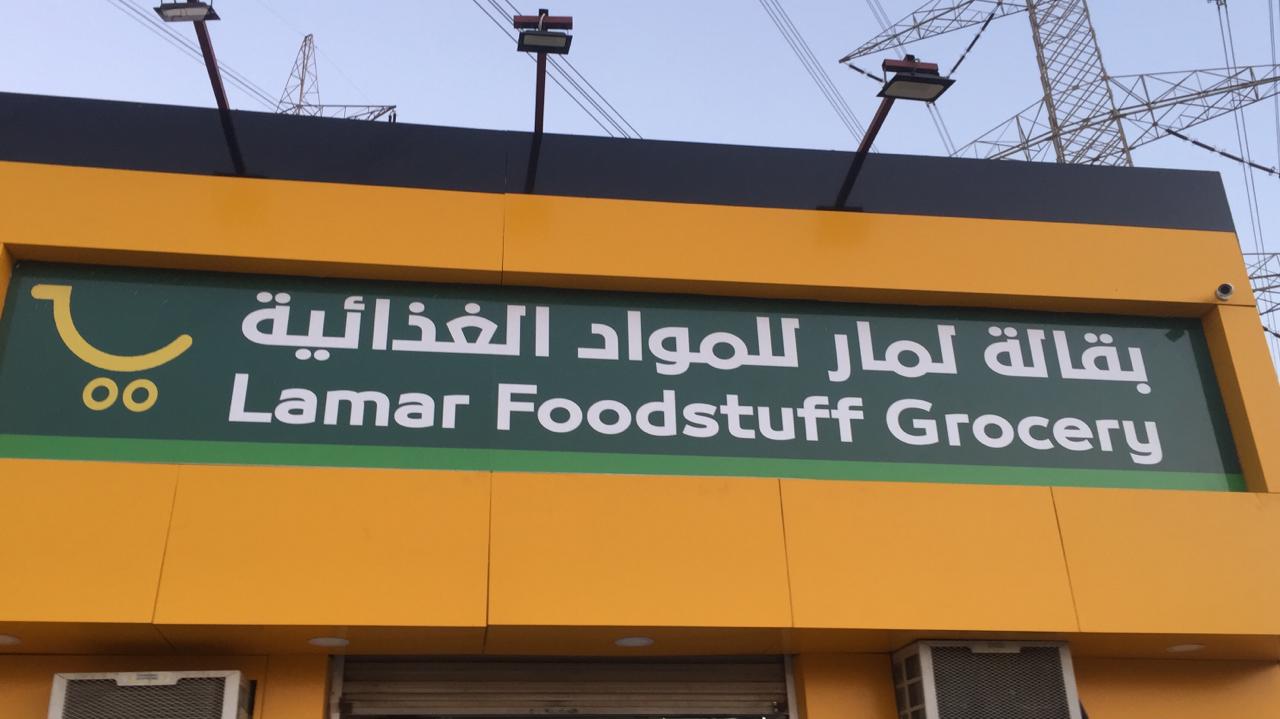 بقالة لمار للمواد الغذائية
Lamar Foodstuff Grocery